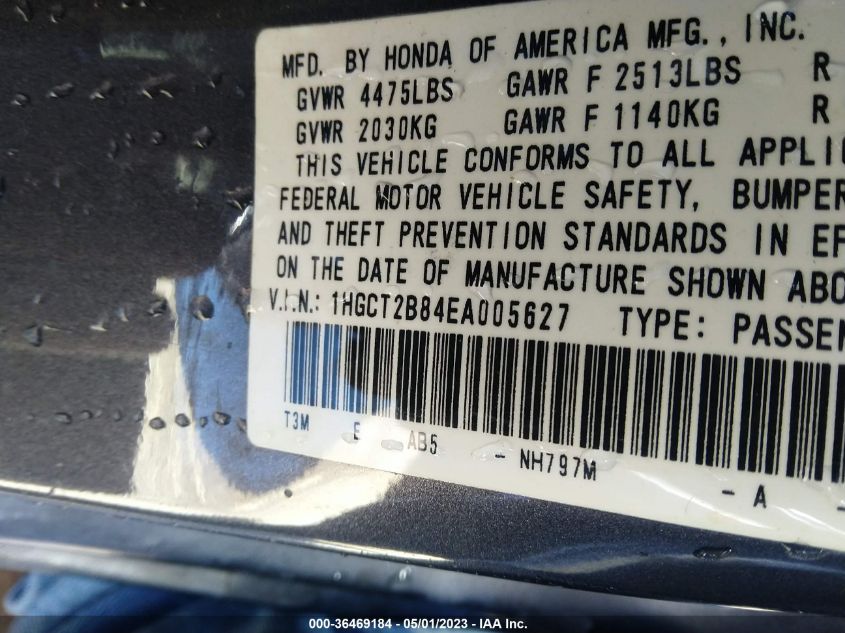 MFD. BY HONDA OF AMERICA MFG., INC.
GVWR 4475LBS GAWR F 2513LBS R
GVWR 2030KG GAWR F 1140KG R
THIS VEHICLE CONFORMS TO ALL APPLIC
FEDERAL MOTOR VEHICLE SAFETY, BUMPER
AND THEFT PREVENTION STANDARDS IN EF
ON THE DATE OF MANUFACTURE SHOWN ABO
V.I.N.: 1HGCT2B84EA005627 TYPE: PASSEN
T3M E AB5 - NH797M - A -
000-36469184 - 05/01/2023 - IAA Inc.